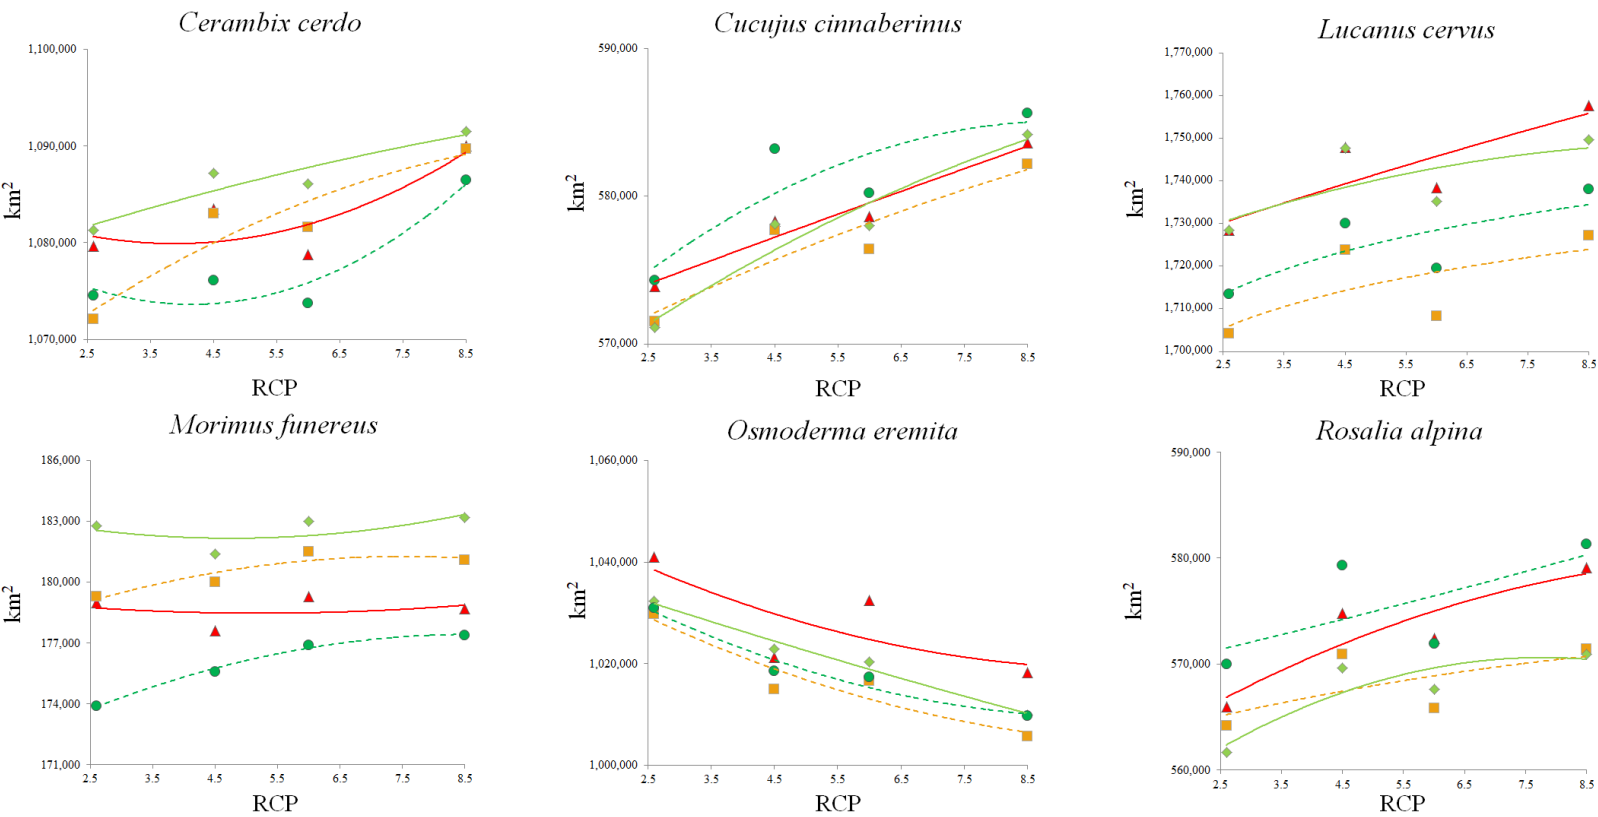 Cerambix cerdo
1,100,000
1,090,000
1,080,000
1,070,000
km²
2.5 3.5 4.5 5.5 6.5 7.5 8.5
RCP
Cucujus cinnaberinus
590,000
580,000
570,000
km²
2.5 3.5 4.5 5.5 6.5 7.5 8.5
RCP
Lucanus cervus
1,770,000
1,760,000
1,750,000
1,740,000
1,730,000
1,720,000
1,710,000
1,700,000
km²
2.5 3.5 4.5 5.5 6.5 7.5 8.5
RCP
Morimus funereus
186,000
183,000
180,000
177,000
174,000
171,000
km²
2.5 3.5 4.5 5.5 6.5 7.5 8.5
RCP
Osmoderma eremita
1,060,000
1,040,000
1,020,000
1,000,000
km²
2.5 3.5 4.5 5.5 6.5 7.5 8.5
RCP
Rosalia alpina
590,000
580,000
570,000
560,000
km²
2.5 3.5 4.5 5.5 6.5 7.5 8.5
RCP